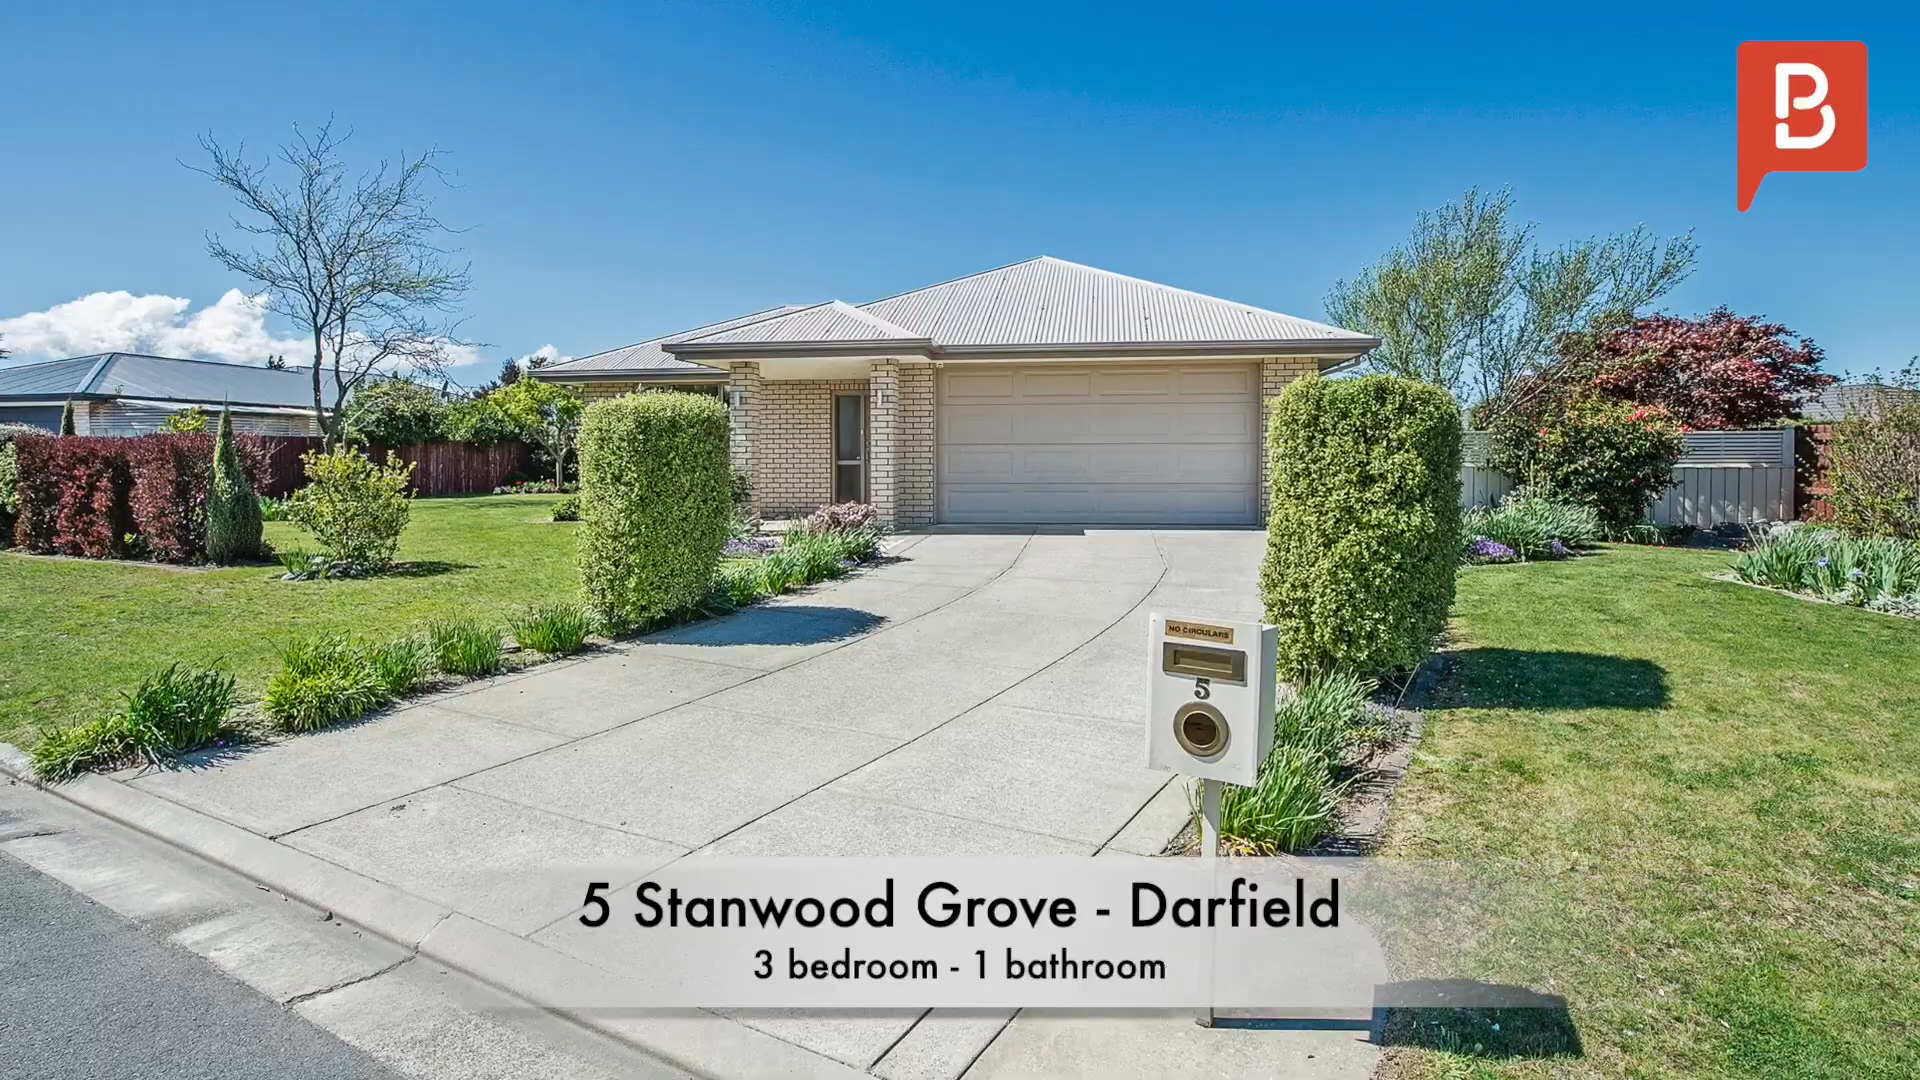 B
NO CIRCULARS
5
5 Stanwood Grove - Darfield
3 bedroom - 1 bathroom